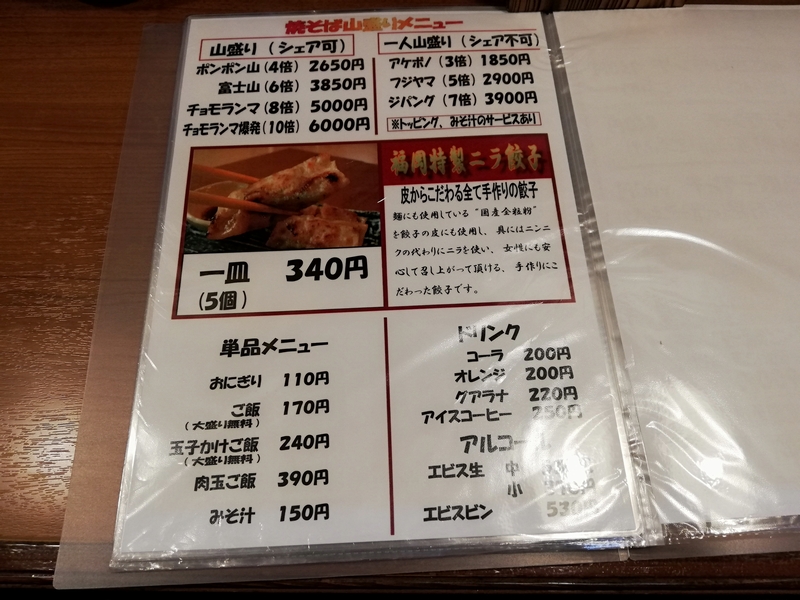 焼そば山盛りメニュー
山盛り（シェア可）
ポンポン山(4倍) 2650円
富士山(6倍) 3850円
チョモランマ(8倍) 5000円
チョモランマ爆発(10倍) 6000円
一人山盛り（シェア不可）
アケボノ(3倍) 1850円
フジヤマ(5倍) 2900円
ジパング(7倍) 3900円
※トッピング、みそ汁のサービスあり
一皿 340円
(5個)
福岡特製ニラ餃子
皮からこだわる全て手作りの餃子
麺にも使用している“国産全粒粉”
を餃子の皮にも使用し、具にはニンニ
クの代わりにニラを使い、女性にも安
心して召し上がって頂ける、手作りにこ
だわった餃子です。
単品メニュー
おにぎり 110円
ご飯 170円
(大盛り無料)
玉子かけご飯 240円
(大盛り無料)
肉玉ご飯 390円
みそ汁 150円
ドリンク
コーラ 200円
オレンジ 200円
グアラナ 220円
アイスコーヒー 250円
アルコール
エビス生 中
小
エビスビン 530円